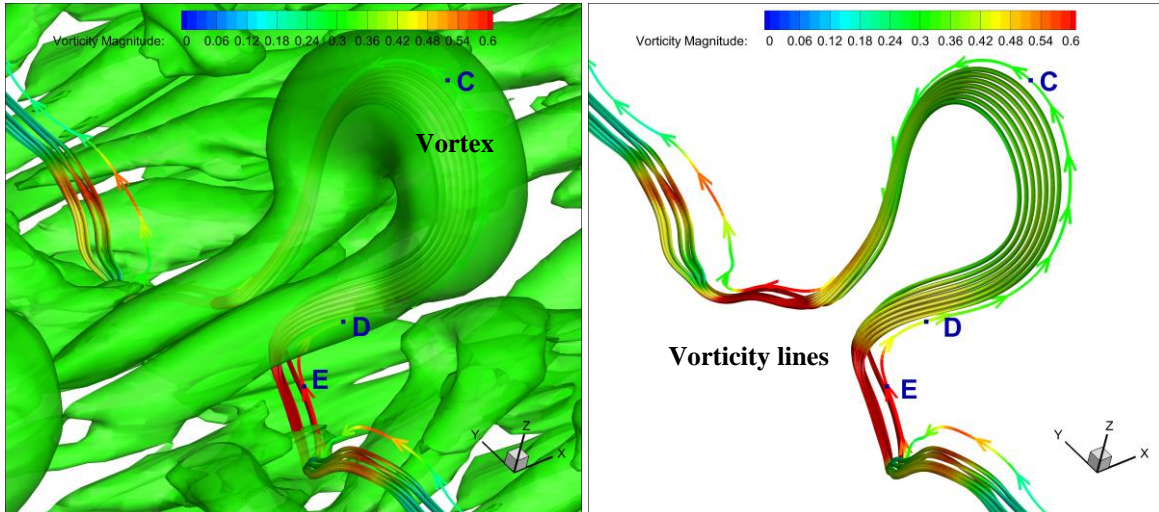 Vorticity Magnitude: 0 0.06 0.12 0.18 0.24 0.3 0.36 0.42 0.48 0.54 0.6
C
Vortex
D
E
Y Z X
Vorticity Magnitude: 0 0.06 0.12 0.18 0.24 0.3 0.36 0.42 0.48 0.54 0.6
C
D
Vorticity lines
E
Y Z X